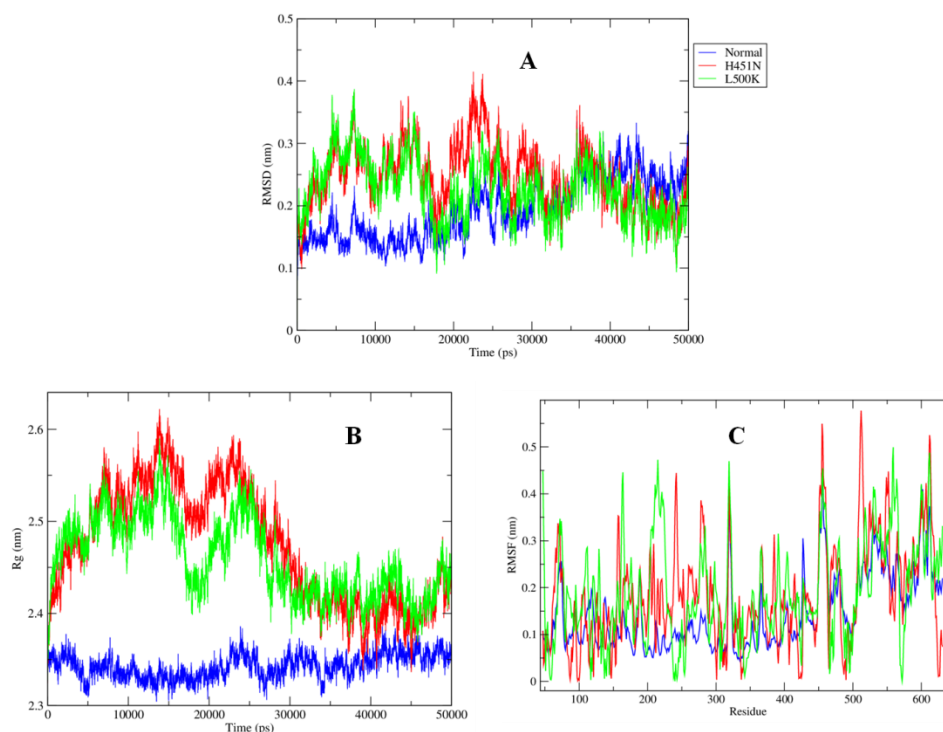 A
Normal
H451N
L500K
RMSD (nm)
0.5
0.4
0.3
0.2
0.1
0
0 10000 20000 30000 40000 50000
Time (ps)
B
Rg (nm)
2.6
2.5
2.4
2.3
0 10000 20000 30000 40000 50000
Time (ps)
C
RMSF (nm)
0.5
0.4
0.3
0.2
0.1
0
100 200 300 400 500 600
Residue